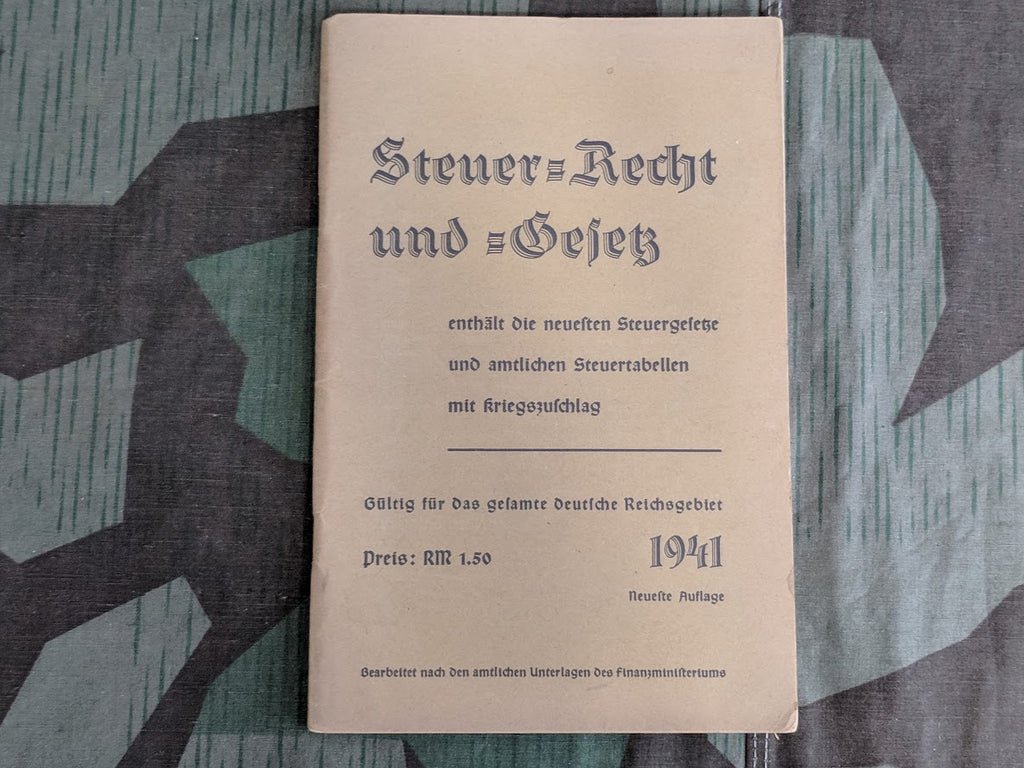 Steuer=Recht
und =Gesetz
enthält die neuesten Steuergesetze
und amtlichen Steuertabellen
mit Kriegszuschlag
Gültig für das gesamte deutsche Reichsgebiet
Preis: RM 1.50
1941
Neueste Auflage
Bearbeitet nach den amtlichen Unterlagen des Finanzministeriums